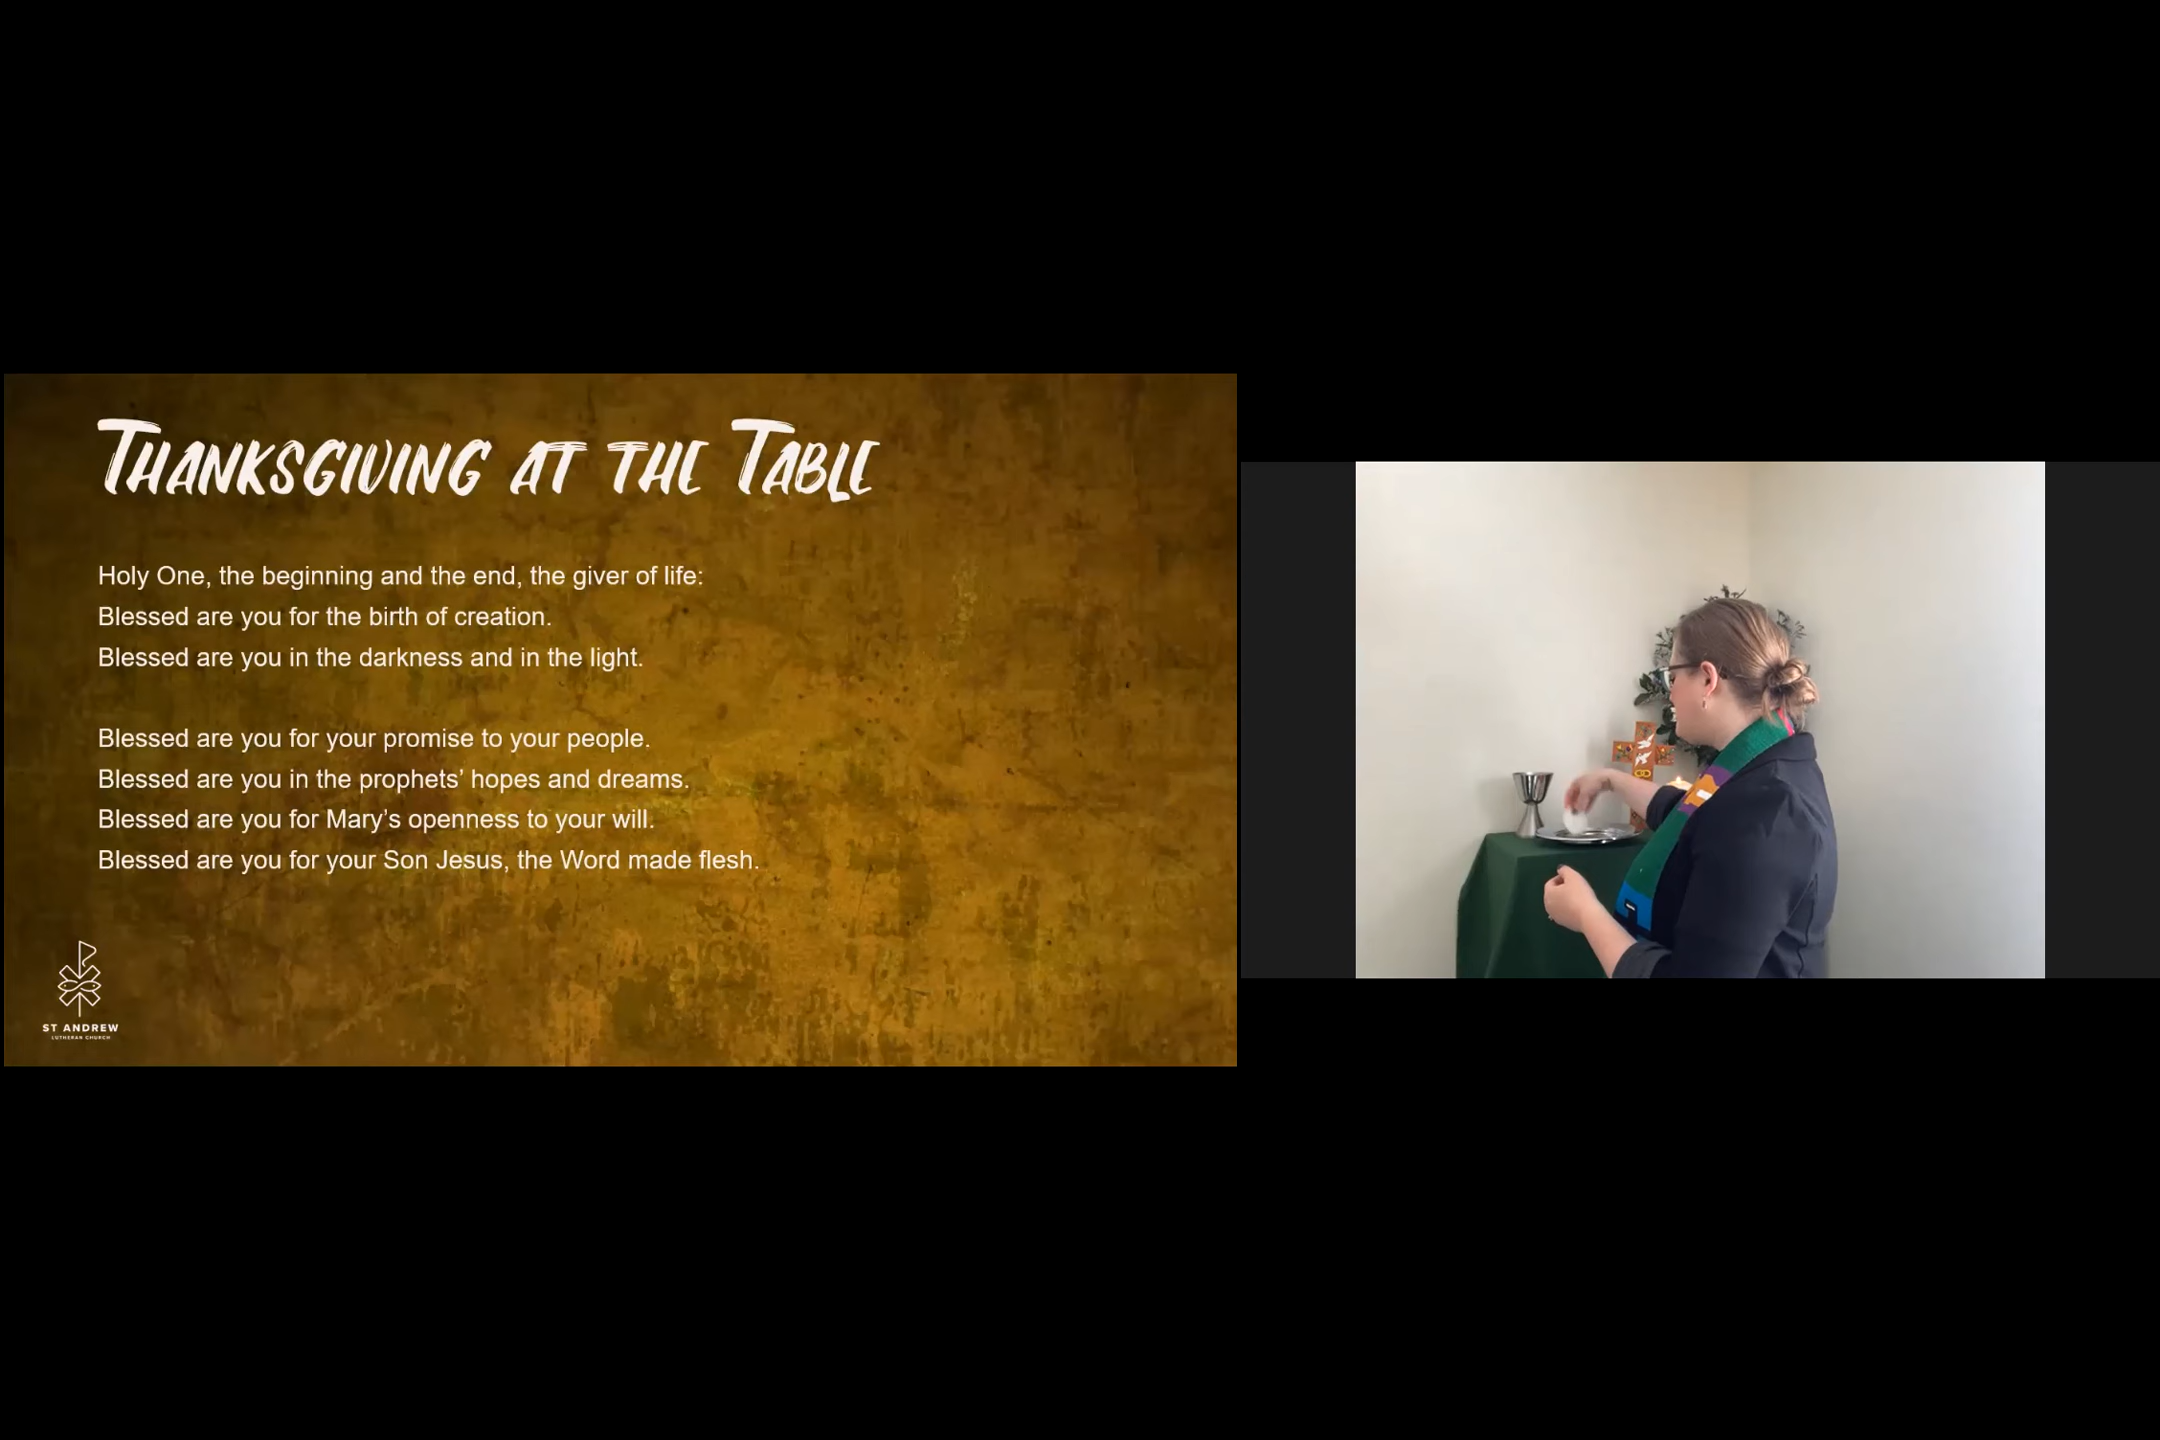 Thanksgiving at the Table
Holy One, the beginning and the end, the giver of life:
Blessed are you for the birth of creation.
Blessed are you in the darkness and in the light.
Blessed are you for your promise to your people.
Blessed are you in the prophets’ hopes and dreams.
Blessed are you for Mary’s openness to your will.
Blessed are you for your Son Jesus, the Word made flesh.
ST ANDREW
LUTHERAN CHURCH